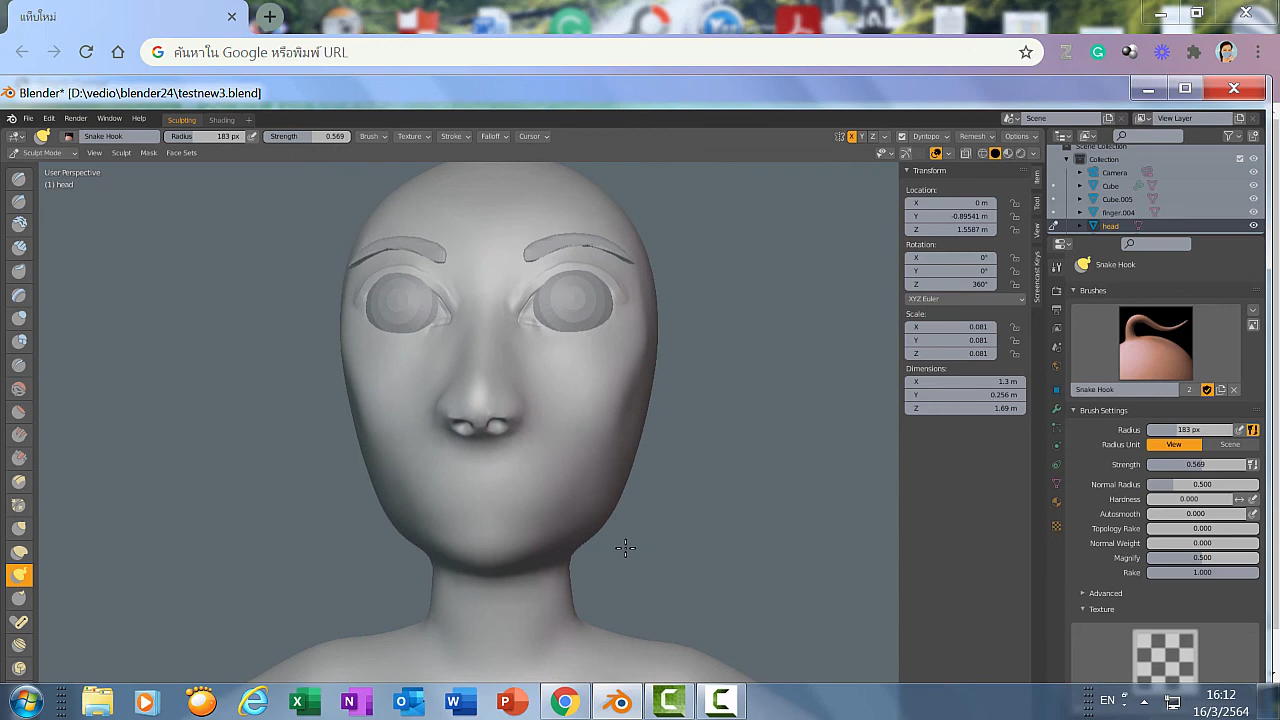 แท็บใหม่
ค้นหาใน Google หรือพิมพ์ URL
Blender* [D:\vedio\blender24\testnew3.blend]
File Edit Render Window Help Sculpting Shading + Scene View Layer
Snake Hook Radius 183 px Strength 0.569 Brush Texture Stroke Falloff Cursor X Y Z Dyntopo Remesh Options
Sculpt Mode View Sculpt Mask Face Sets
User Perspective
(1) head
Transform
Location:
X 0 m
Y -0.89541 m
Z 1.5587 m
Rotation:
X 0°
Y 0°
Z 360°
XYZ Euler
Scale:
X 0.081
Y 0.081
Z 0.081
Dimensions:
X 1.3 m
Y 0.256 m
Z 1.69 m
Item
Tool
View
Screencast Keys
Scene Collection
Collection
Camera
Cube
Cube.005
finger.004
head
Snake Hook
Brushes
Snake Hook 2
Brush Settings
Radius 183 px
Radius Unit View Scene
Strength 0.569
Normal Radius 0.500
Hardness 0.000
Autosmooth 0.000
Topology Rake 0.000
Normal Weight 0.000
Magnify 0.500
Rake 1.000
Advanced
Texture
EN
16:12
16/3/2564